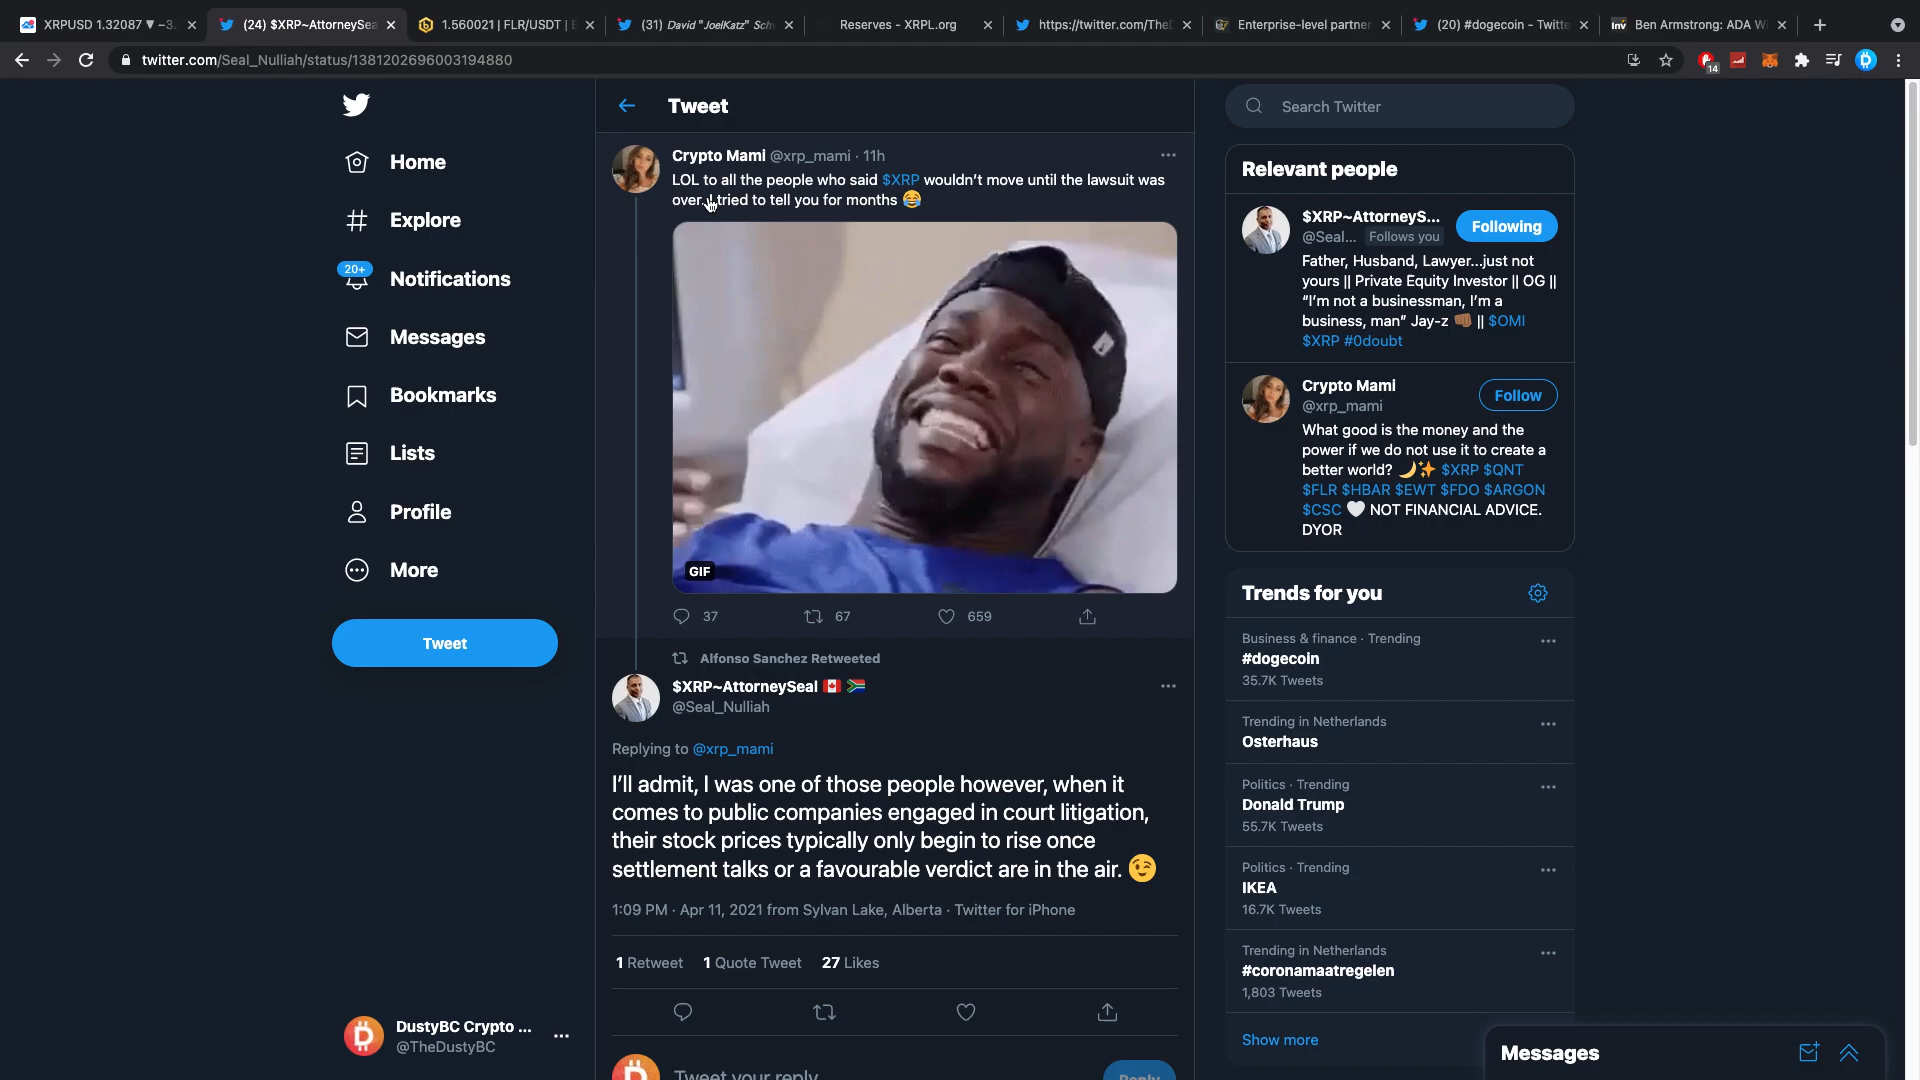 XRPUSD 1.32087 ▼ −3.
(24) $XRP~AttorneySea
1.560021 | FLR/USDT |
(31) David "JoelKatz" Sch
Reserves - XRPL.org
https://twitter.com/TheD
Enterprise-level partner
(20) #dogecoin - Twitte
Ben Armstrong: ADA W
twitter.com/Seal_Nulliah/status/1381202696003194880
14
Home
Explore
20+
Notifications
Messages
Bookmarks
Lists
Profile
More
Tweet
DustyBC Crypto ...
@TheDustyBC
Tweet
Crypto Mami @xrp_mami · 11h
LOL to all the people who said $XRP wouldn't move until the lawsuit was
over. I tried to tell you for months 😂
GIF
37 67 659
Alfonso Sanchez Retweeted
$XRP~AttorneySeal 🇨🇦 🇿🇦
@Seal_Nulliah
Replying to @xrp_mami
I'll admit, I was one of those people however, when it
comes to public companies engaged in court litigation,
their stock prices typically only begin to rise once
settlement talks or a favourable verdict are in the air. 😉
1:09 PM · Apr 11, 2021 from Sylvan Lake, Alberta · Twitter for iPhone
1 Retweet 1 Quote Tweet 27 Likes
Tweet your reply
Reply
Search Twitter
Relevant people
$XRP~AttorneyS...
@Seal... Follows you
Following
Father, Husband, Lawyer...just not
yours || Private Equity Investor || OG ||
"I'm not a businessman, I'm a
business, man" Jay-z 👊🏾 || $OMI
$XRP #0doubt
Crypto Mami
@xrp_mami
Follow
What good is the money and the
power if we do not use it to create a
better world? 🌙✨ $XRP $QNT
$FLR $HBAR $EWT $FDO $ARGON
$CSC 🤍 NOT FINANCIAL ADVICE.
DYOR
Trends for you
Business & finance · Trending
#dogecoin
35.7K Tweets
Trending in Netherlands
Osterhaus
Politics · Trending
Donald Trump
55.7K Tweets
Politics · Trending
IKEA
16.7K Tweets
Trending in Netherlands
#coronamaatregelen
1,803 Tweets
Show more
Messages